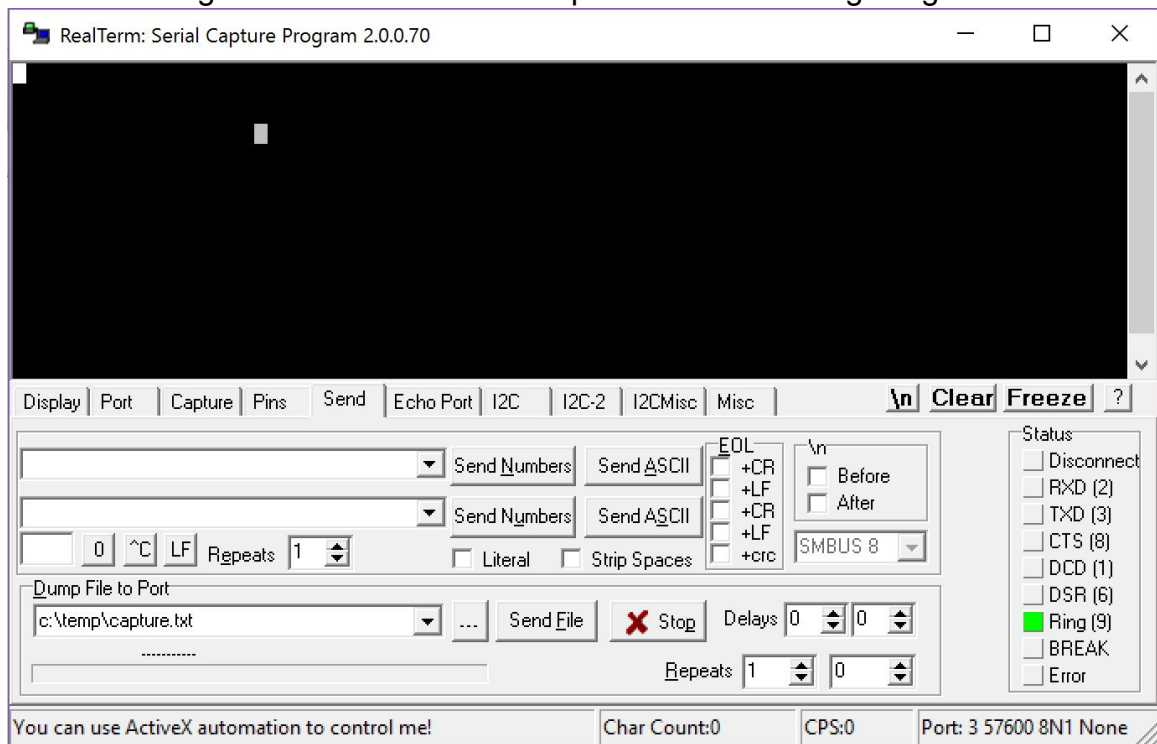 RealTerm: Serial Capture Program 2.0.0.70
Display Port Capture Pins Send Echo Port I2C I2C-2 I2CMisc Misc \n Clear Freeze ?
Send Numbers Send ASCII
Send Numbers Send ASCII
0 ^C LF Repeats 1
Literal Strip Spaces
EOL
+CR
+LF
+CR
+LF
+crc
\n
Before
After
SMBUS 8
Dump File to Port
c:\temp\capture.txt ... Send File Stop Delays 0 0
-----------
Repeats 1 0
Status
Disconnect
RXD (2)
TXD (3)
CTS (8)
DCD (1)
DSR (6)
Ring (9)
BREAK
Error
You can use ActiveX automation to control me! Char Count:0 CPS:0 Port: 3 57600 8N1 None